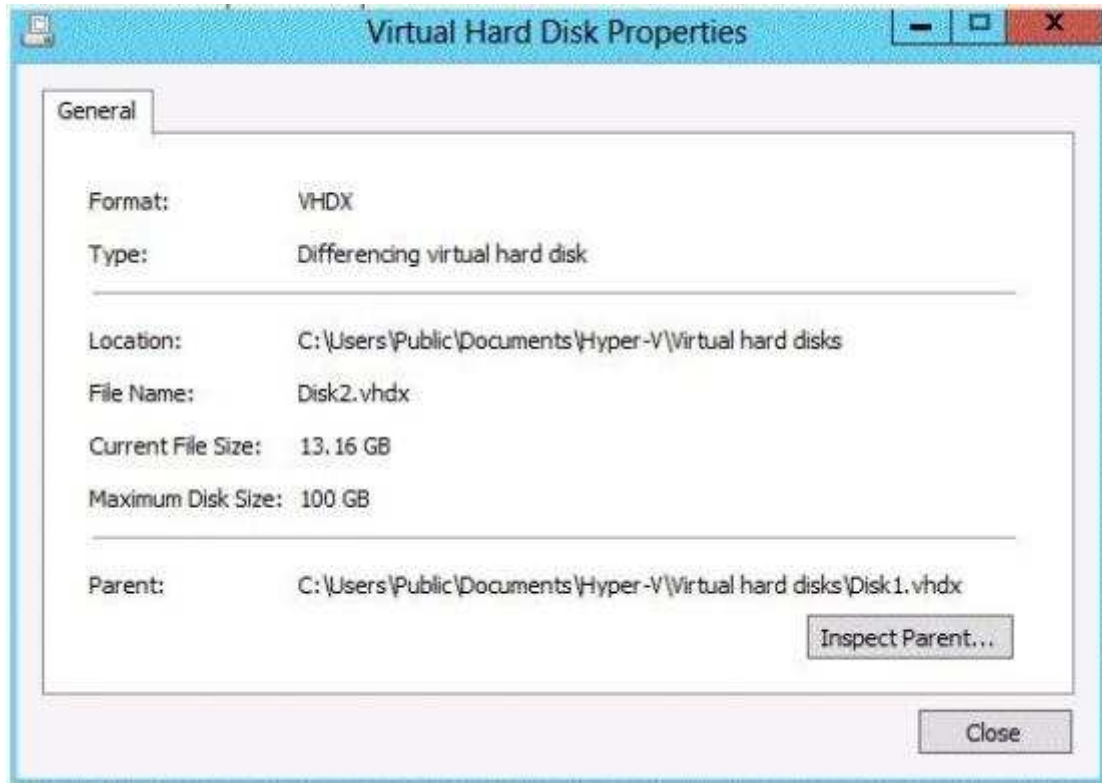 Virtual Hard Disk Properties
General
Format: VHDX
Type: Differencing virtual hard disk
Location: C:\Users\Public\Documents\Hyper-V\Virtual hard disks
File Name: Disk2.vhdx
Current File Size: 13.16 GB
Maximum Disk Size: 100 GB
Parent: C:\Users\Public\Documents\Hyper-V\Virtual hard disks\Disk1.vhdx
Inspect Parent...
Close